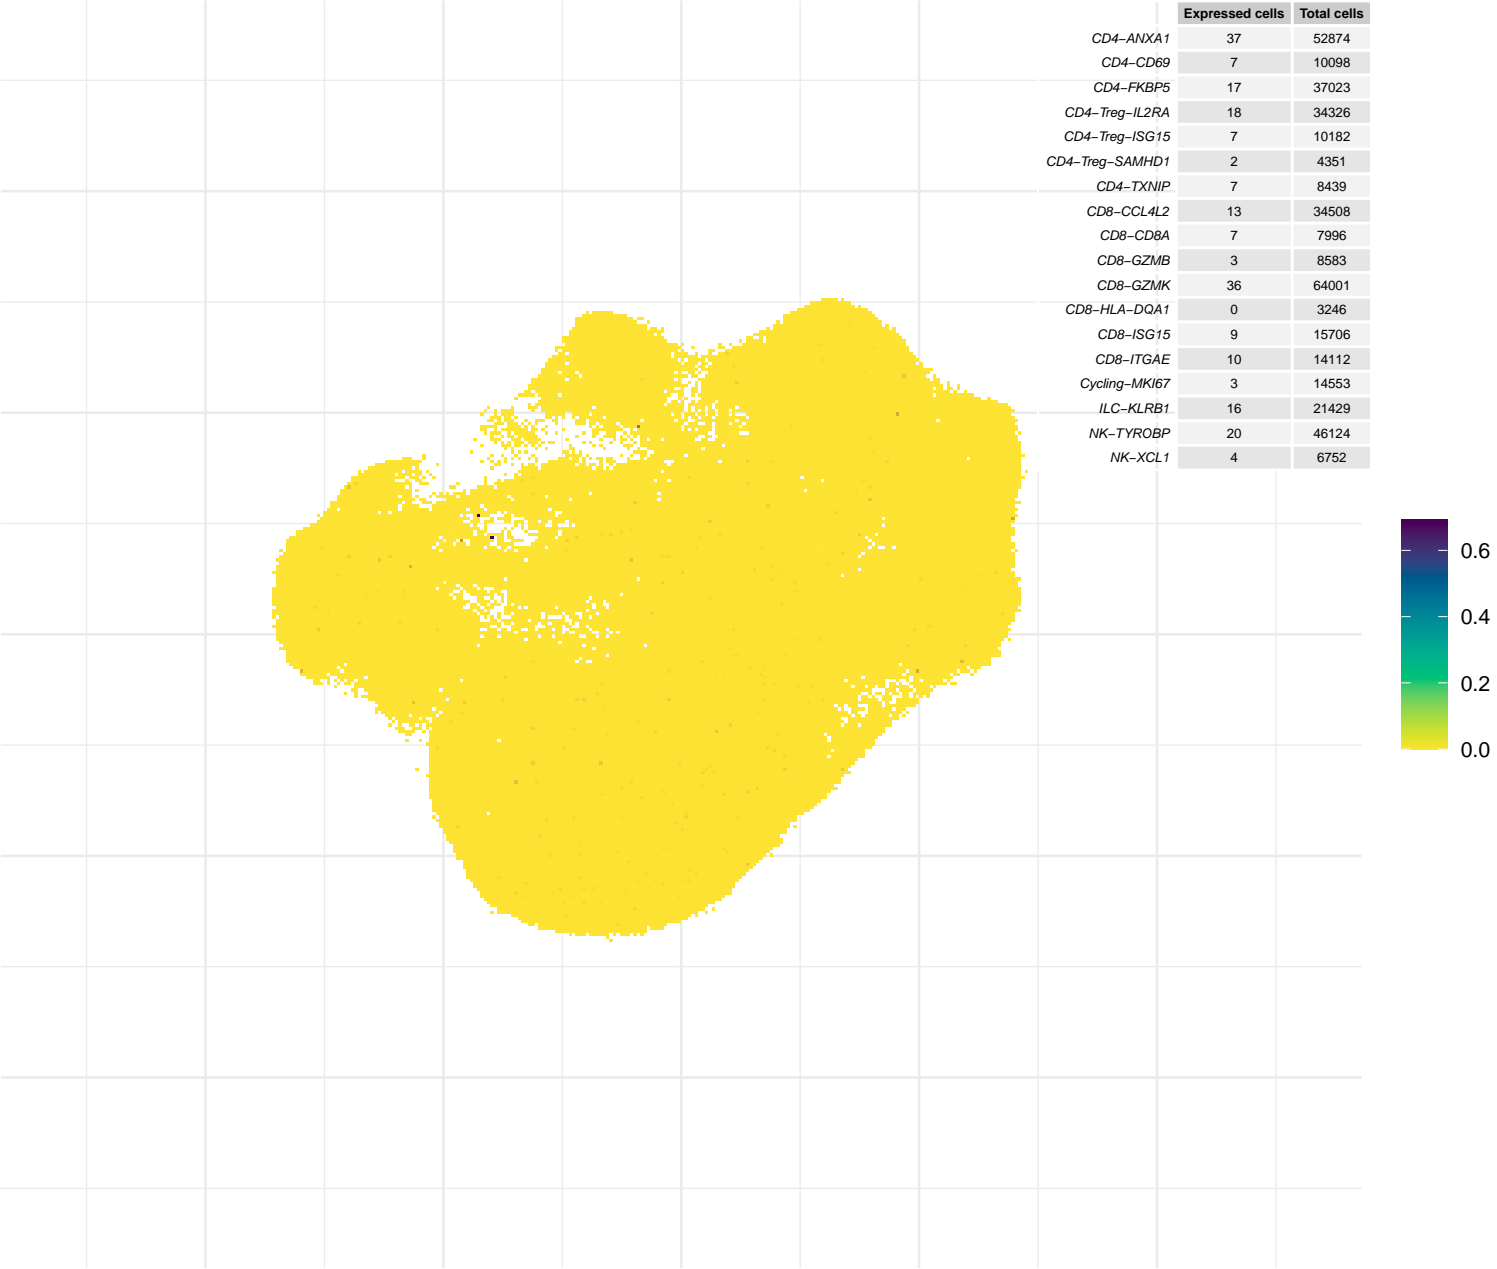 Expressed cells Total cells
CD4−ANXA1 37 52874
CD4−CD69 7 10098
CD4−FKBP5 17 37023
CD4−Treg−IL2RA 18 34326
CD4−Treg−ISG15 7 10182
CD4−Treg−SAMHD1 2 4351
CD4−TXNIP 7 8439
CD8−CCL4L2 13 34508
CD8−CD8A 7 7996
CD8−GZMB 3 8583
CD8−GZMK 36 64001
CD8−HLA−DQA1 0 3246
CD8−ISG15 9 15706
CD8−ITGAE 10 14112
Cycling−MKI67 3 14553
ILC−KLRB1 16 21429
NK−TYROBP 20 46124
NK−XCL1 4 6752
0.6
0.4
0.2
0.0